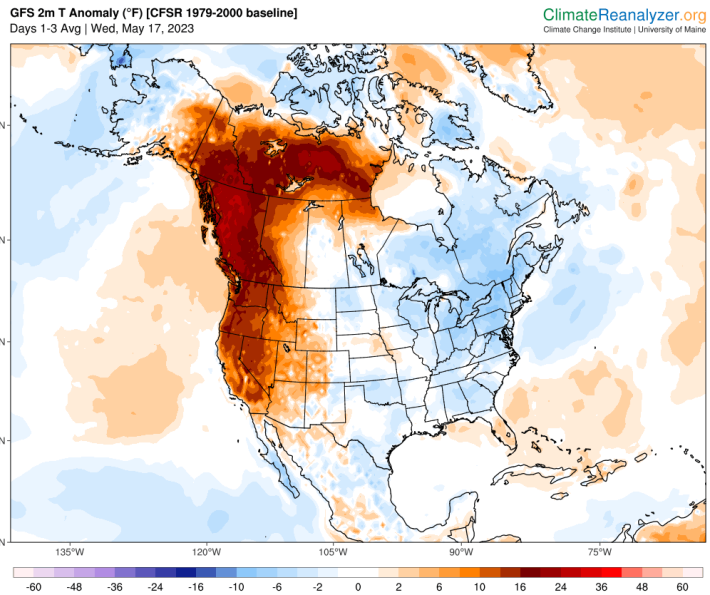 GFS 2m T Anomaly (°F) [CFSR 1979-2000 baseline]
Days 1-3 Avg | Wed, May 17, 2023
ClimateReanalyzer.org
Climate Change Institute | University of Maine
N
N
N
N
N
135°W 120°W 105°W 90°W 75°W
-60 -48 -36 -24 -16 -10 -6 -2 0 2 6 10 16 24 36 48 60